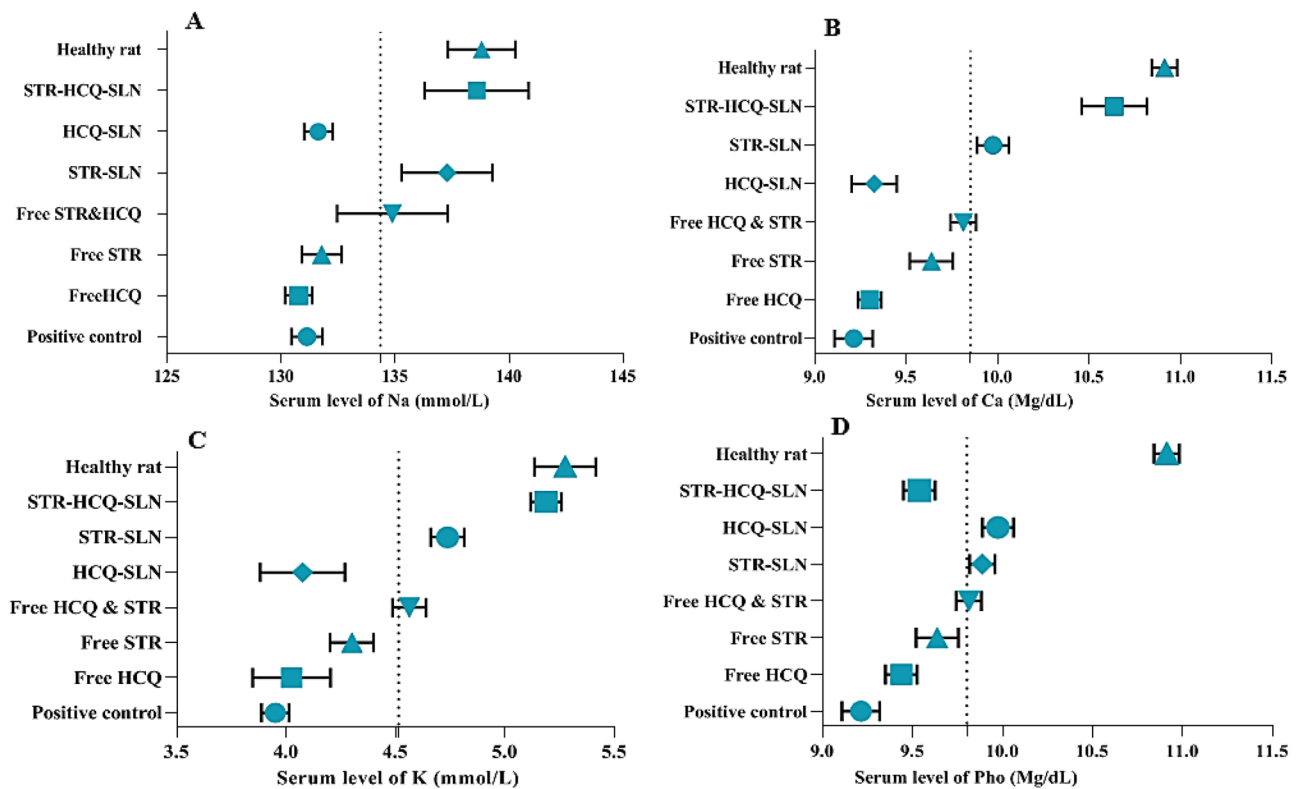 A
Healthy rat
STR-HCQ-SLN
HCQ-SLN
STR-SLN
Free STR&HCQ
Free STR
FreeHCQ
Positive control
125 130 135 140 145
Serum level of Na (mmol/L)
B
Healthy rat
STR-HCQ-SLN
STR-SLN
HCQ-SLN
Free HCQ & STR
Free STR
Free HCQ
Positive control
9.0 9.5 10.0 10.5 11.0 11.5
Serum level of Ca (Mg/dL)
C
Healthy rat
STR-HCQ-SLN
STR-SLN
HCQ-SLN
Free HCQ & STR
Free STR
Free HCQ
Positive control
3.5 4.0 4.5 5.0 5.5
Serum level of K (mmol/L)
D
Healthy rat
STR-HCQ-SLN
HCQ-SLN
STR-SLN
Free HCQ & STR
Free STR
Free HCQ
Positive control
9.0 9.5 10.0 10.5 11.0 11.5
Serum level of Pho (Mg/dL)